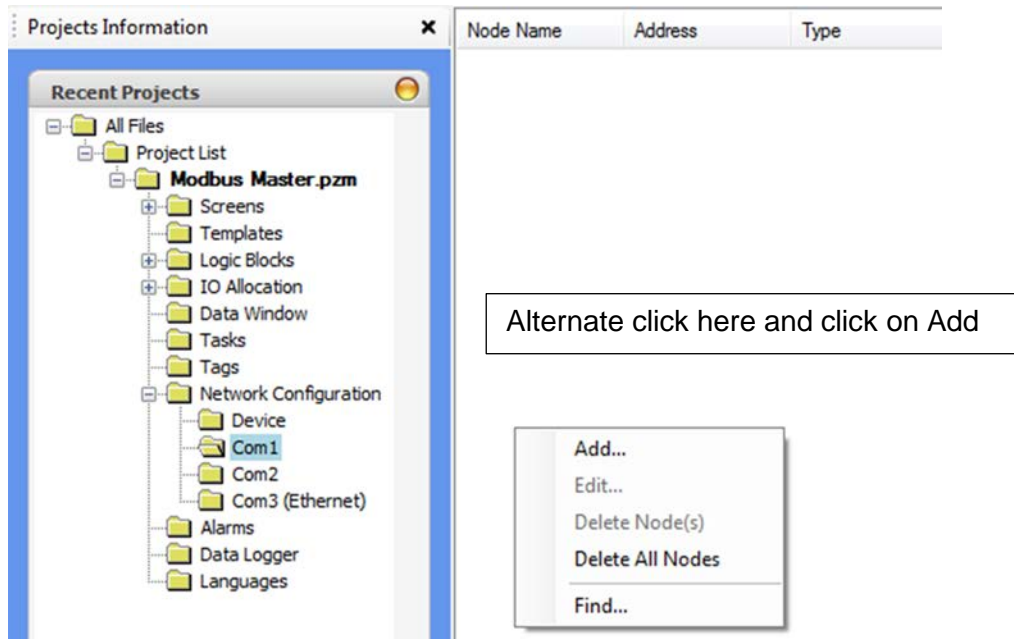 Projects Information
Node Name Address Type
Recent Projects
All Files
Project List
Modbus Master.pzm
Screens
Templates
Logic Blocks
IO Allocation
Data Window
Tasks
Tags
Network Configuration
Device
Com1
Com2
Com3 (Ethernet)
Alarms
Data Logger
Languages
Alternate click here and click on Add
Add...
Edit...
Delete Node(s)
Delete All Nodes
Find...